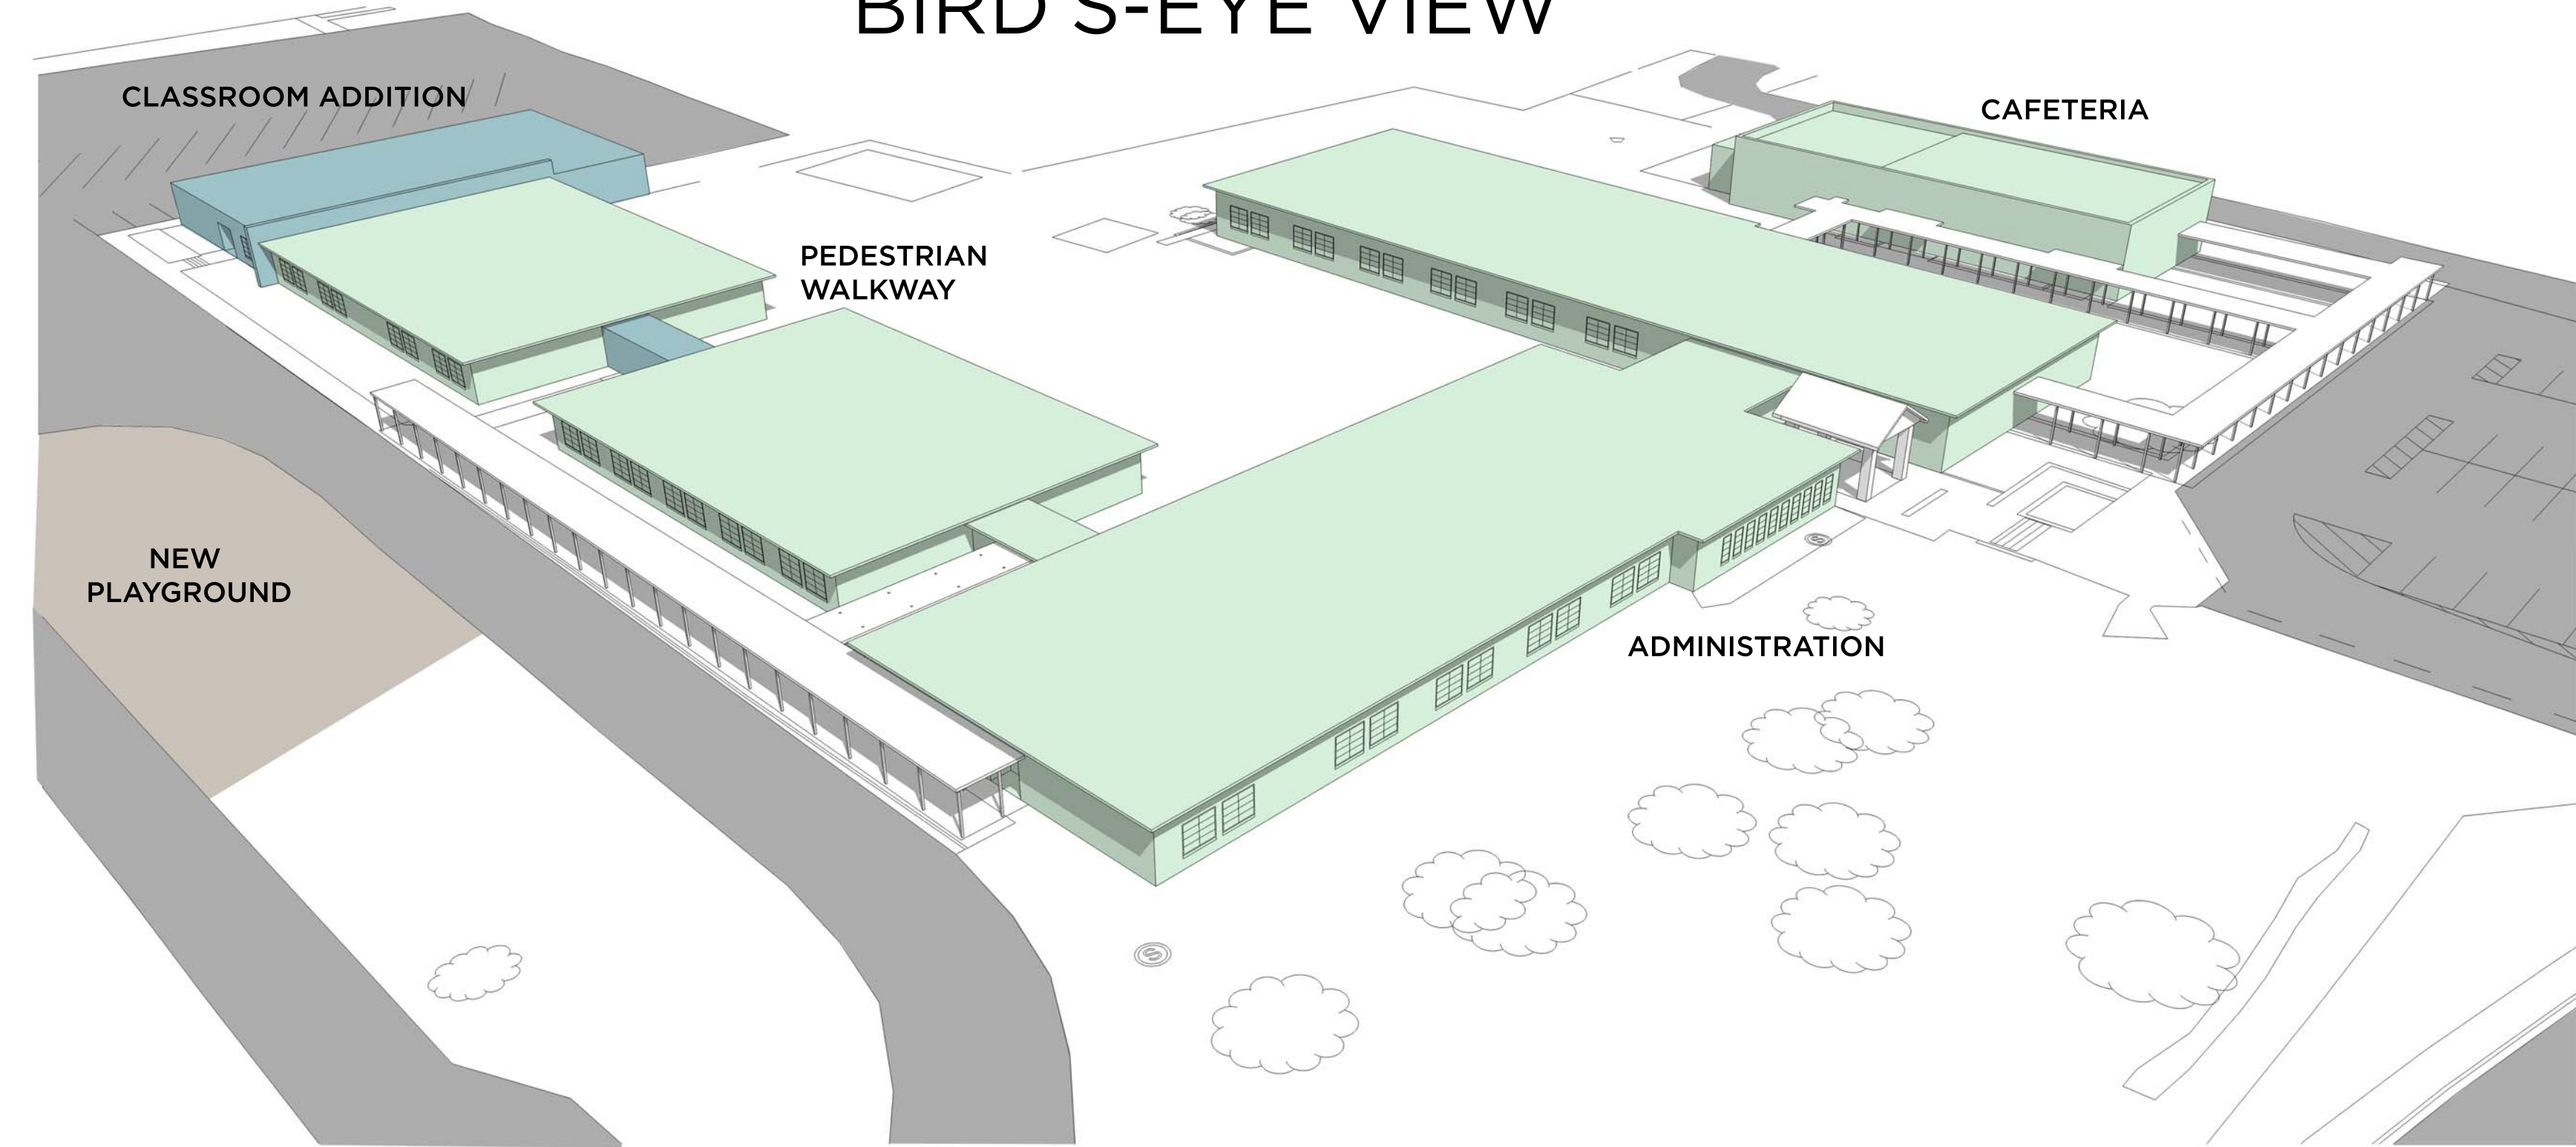 BIRD'S-EYE VIEW
CLASSROOM ADDITION
CAFETERIA
PEDESTRIAN
WALKWAY
NEW
PLAYGROUND
ADMINISTRATION